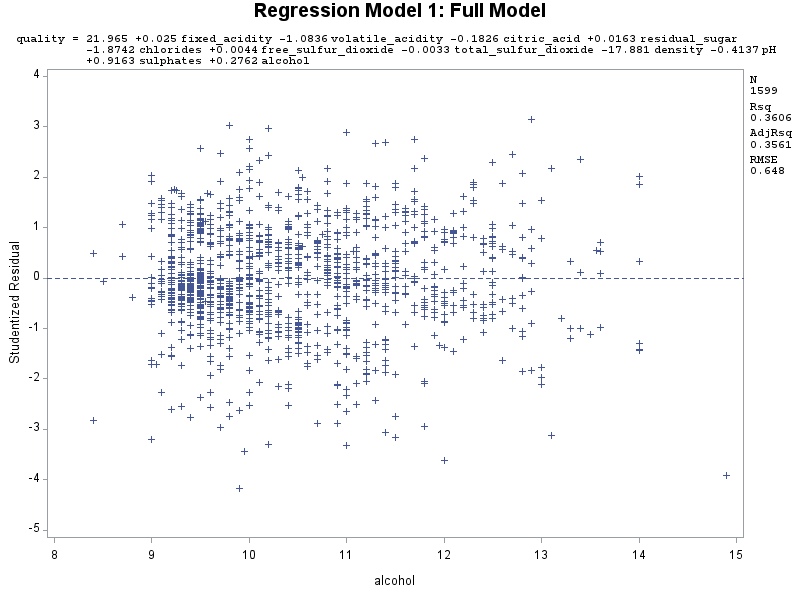 Regression Model 1: Full Model
quality = 21.965 +0.025 fixed_acidity -1.0836 volatile_acidity -0.1826 citric_acid +0.0163 residual_sugar
-1.8742 chlorides +0.0044 free_sulfur_dioxide -0.0033 total_sulfur_dioxide -17.881 density -0.4137 pH
+0.9163 sulphates +0.2762 alcohol
N
1599
Rsq
0.3606
AdjRsq
0.3561
RMSE
0.648
Studentized Residual
4
3
2
1
0
-1
-2
-3
-4
-5
8 9 10 11 12 13 14 15
alcohol